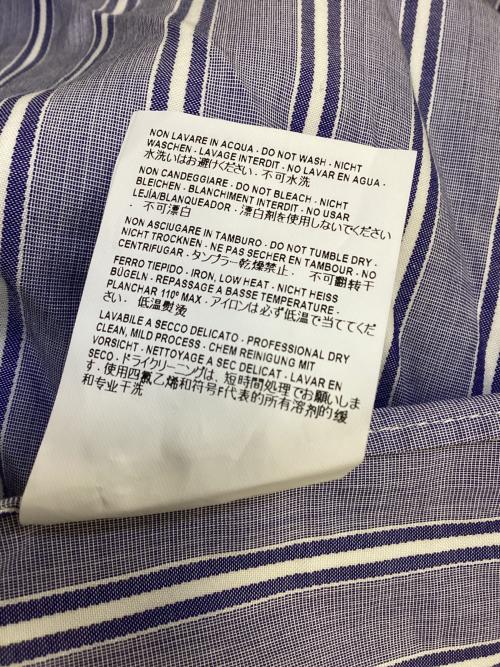 NON LAVARE IN ACQUA - DO NOT WASH - NICHT
WASCHEN - LAVAGE INTERDIT - NO LAVAR EN AGUA -
水洗いはお避けください - 不可水洗
NON CANDEGGIARE - DO NOT BLEACH - NICHT
BLEICHEN - BLANCHIMENT INTERDIT - NO USAR
LEJÍA/BLANQUEADOR - 漂白剤を使用しないでください
- 不可漂白
NON ASCIUGARE IN TAMBURO - DO NOT TUMBLE DRY -
NICHT TROCKNEN - NE PAS SECHER EN TAMBOUR - NO
CENTRIFUGAR - タンブラー乾燥禁止 - 不可翻转干
FERRO TIEPIDO - IRON, LOW HEAT - NICHT HEISS
BÜGELN - REPASSAGE A BASSE TEMPERATURE -
PLANCHAR 110º MAX - アイロンは必ず低温で当ててくだ
さい - 低温熨烫
LAVABILE A SECCO DELICATO - PROFESSIONAL DRY
CLEAN, MILD PROCESS - CHEM REINIGUNG MIT
VORSICHT - NETTOYAGE A SEC DELICAT - LAVAR EN
SECO - ドライクリーニングは、短時間処理でお願いしま
す - 使用四氯乙烯和符号F代表的所有溶剂的缓
和专业干洗